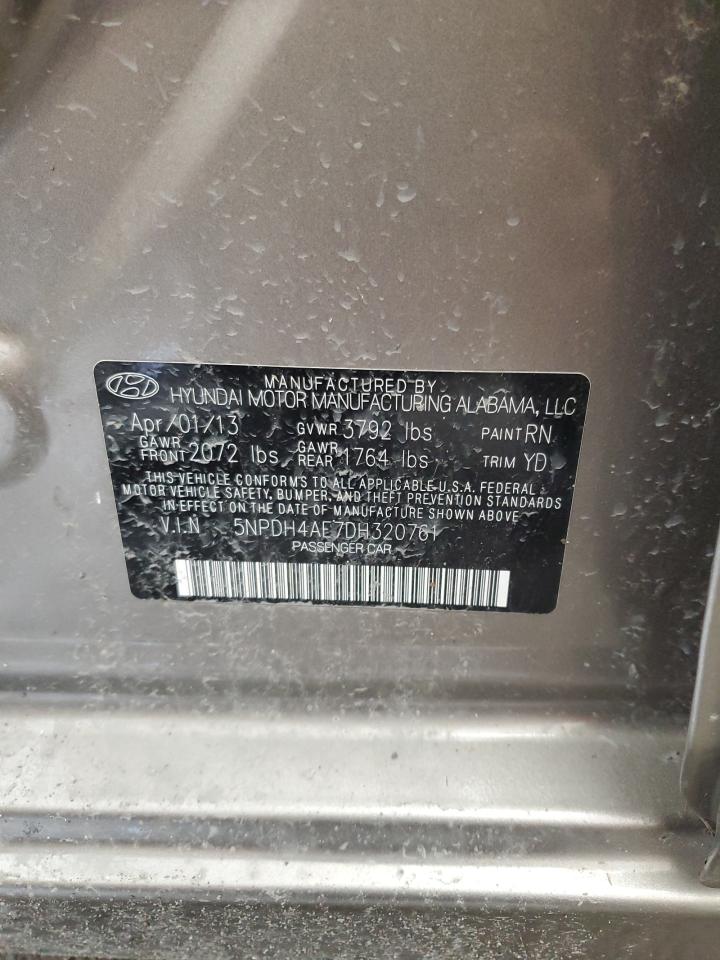 MANUFACTURED BY
HYUNDAI MOTOR MANUFACTURING ALABAMA, LLC
Apr/01/13 GVWR 3792 lbs PAINT RN
GAWR FRONT 2072 lbs GAWR REAR 1764 lbs TRIM YD
THIS VEHICLE CONFORMS TO ALL APPLICABLE U.S.A. FEDERAL
MOTOR VEHICLE SAFETY, BUMPER, AND THEFT PREVENTION STANDARDS
IN EFFECT ON THE DATE OF MANUFACTURE SHOWN ABOVE.
V.I.N 5NPDH4AE7DH320761
PASSENGER CAR